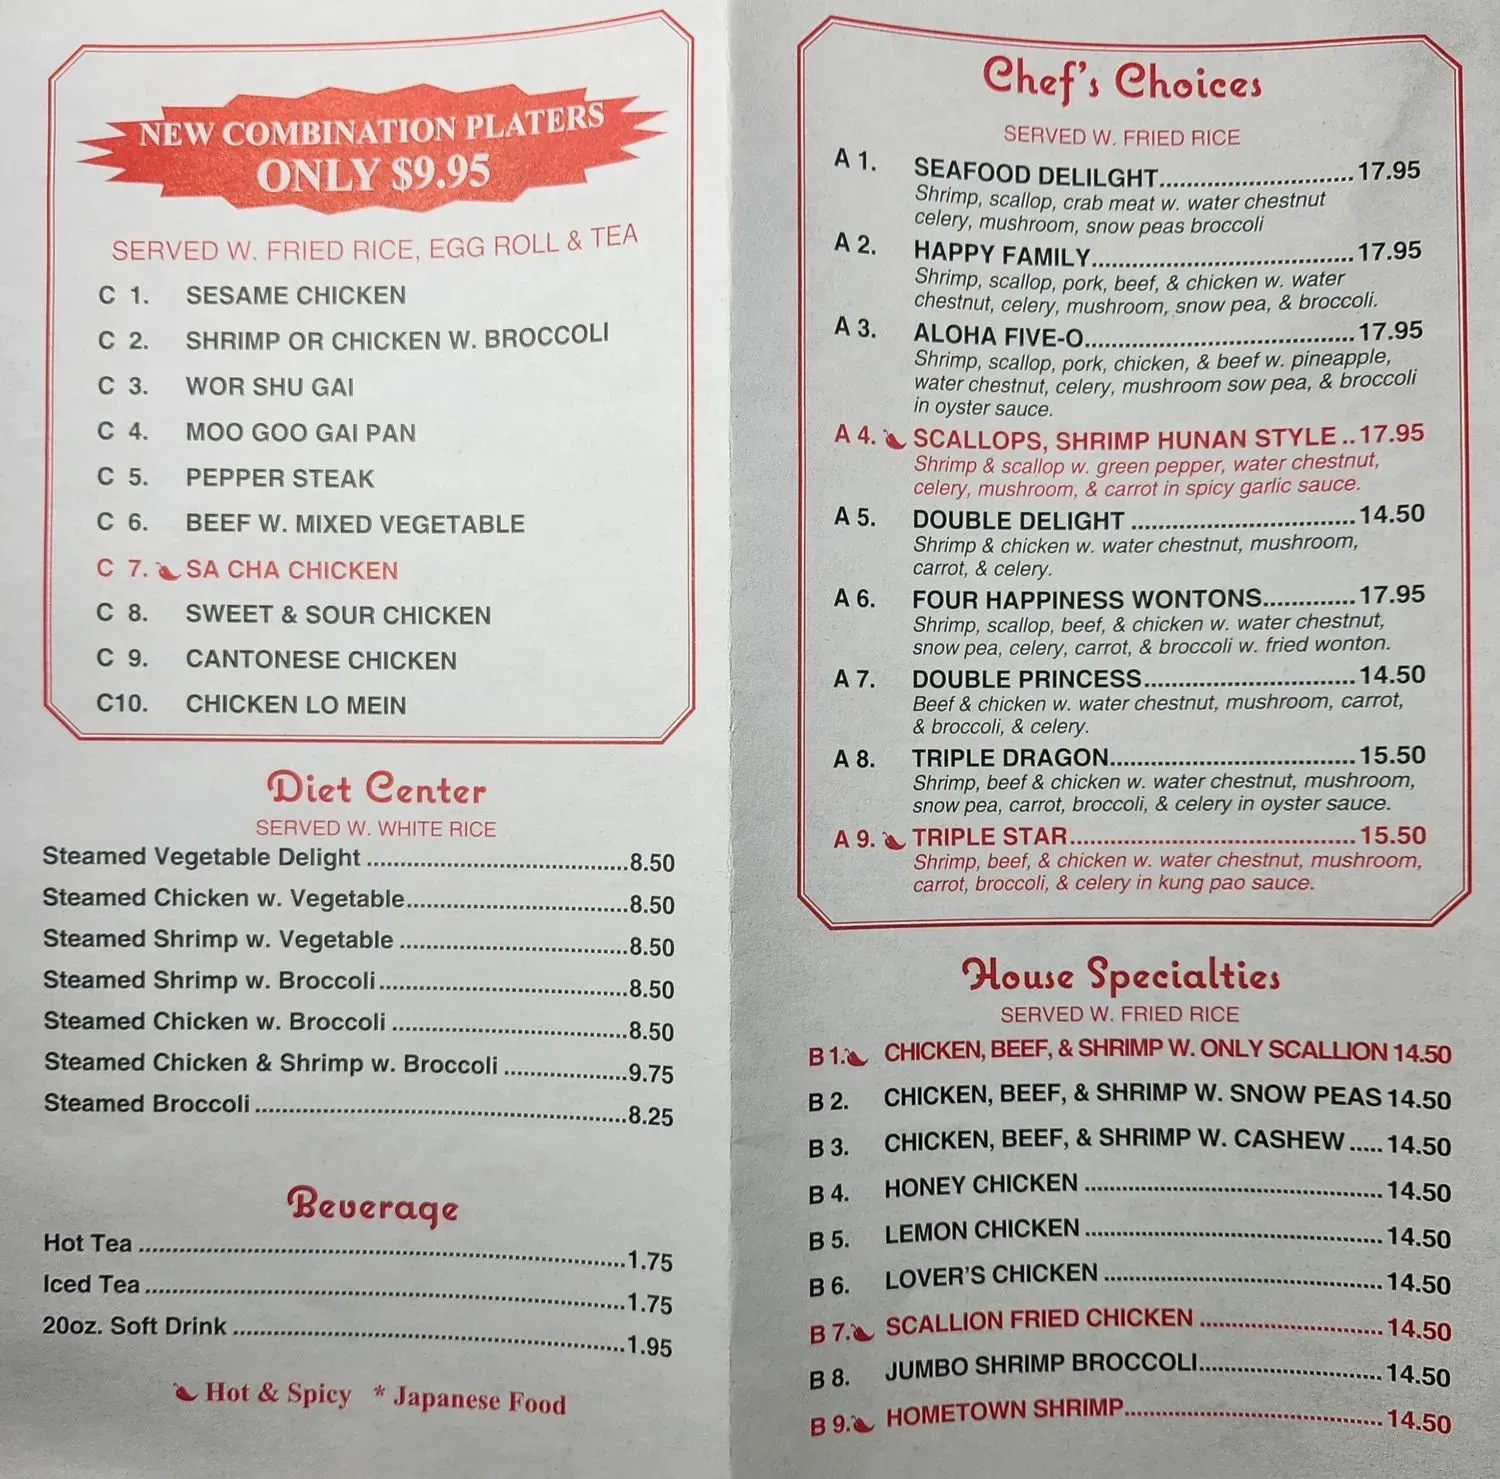 NEW COMBINATION PLATERS
ONLY $9.95
SERVED W. FRIED RICE, EGG ROLL & TEA
C 1. SESAME CHICKEN
C 2. SHRIMP OR CHICKEN W. BROCCOLI
C 3. WOR SHU GAI
C 4. MOO GOO GAI PAN
C 5. PEPPER STEAK
C 6. BEEF W. MIXED VEGETABLE
C 7. SA CHA CHICKEN
C 8. SWEET & SOUR CHICKEN
C 9. CANTONESE CHICKEN
C10. CHICKEN LO MEIN
Diet Center
SERVED W. WHITE RICE
Steamed Vegetable Delight ........................................8.50
Steamed Chicken w. Vegetable..................................8.50
Steamed Shrimp w. Vegetable ...................................8.50
Steamed Shrimp w. Broccoli......................................8.50
Steamed Chicken w. Broccoli ....................................8.50
Steamed Chicken & Shrimp w. Broccoli ...................9.75
Steamed Broccoli........................................................8.25
Beverage
Hot Tea .........................................................................1.75
Iced Tea........................................................................1.75
20oz. Soft Drink ...........................................................1.95
Hot & Spicy * Japanese Food
Chef's Choices
SERVED W. FRIED RICE
A 1. SEAFOOD DELILGHT.............................17.95
Shrimp, scallop, crab meat w. water chestnut
celery, mushroom, snow peas broccoli
A 2. HAPPY FAMILY.......................................17.95
Shrimp, scallop, pork, beef, & chicken w. water
chestnut, celery, mushroom, snow pea, & broccoli.
A 3. ALOHA FIVE-O........................................17.95
Shrimp, scallop, pork, chicken, & beef w. pineapple,
water chestnut, celery, mushroom sow pea, & broccoli
in oyster sauce.
A 4. SCALLOPS, SHRIMP HUNAN STYLE ..17.95
Shrimp & scallop w. green pepper, water chestnut,
celery, mushroom, & carrot in spicy garlic sauce.
A 5. DOUBLE DELIGHT .................................14.50
Shrimp & chicken w. water chestnut, mushroom,
carrot, & celery.
A 6. FOUR HAPPINESS WONTONS.............17.95
Shrimp, scallop, beef, & chicken w. water chestnut,
snow pea, celery, carrot, & broccoli w. fried wonton.
A 7. DOUBLE PRINCESS...............................14.50
Beef & chicken w. water chestnut, mushroom, carrot,
& broccoli, & celery.
A 8. TRIPLE DRAGON....................................15.50
Shrimp, beef & chicken w. water chestnut, mushroom,
snow pea, carrot, broccoli, & celery in oyster sauce.
A 9. TRIPLE STAR..........................................15.50
Shrimp, beef, & chicken w. water chestnut, mushroom,
carrot, broccoli, & celery in kung pao sauce.
House Specialties
SERVED W. FRIED RICE
B 1. CHICKEN, BEEF, & SHRIMP W. ONLY SCALLION 14.50
B 2. CHICKEN, BEEF, & SHRIMP W. SNOW PEAS 14.50
B 3. CHICKEN, BEEF, & SHRIMP W. CASHEW .....14.50
B 4. HONEY CHICKEN .............................................14.50
B 5. LEMON CHICKEN .............................................14.50
B 6. LOVER'S CHICKEN ..........................................14.50
B 7. SCALLION FRIED CHICKEN ............................14.50
B 8. JUMBO SHRIMP BROCCOLI............................14.50
B 9. HOMETOWN SHRIMP.......................................14.50